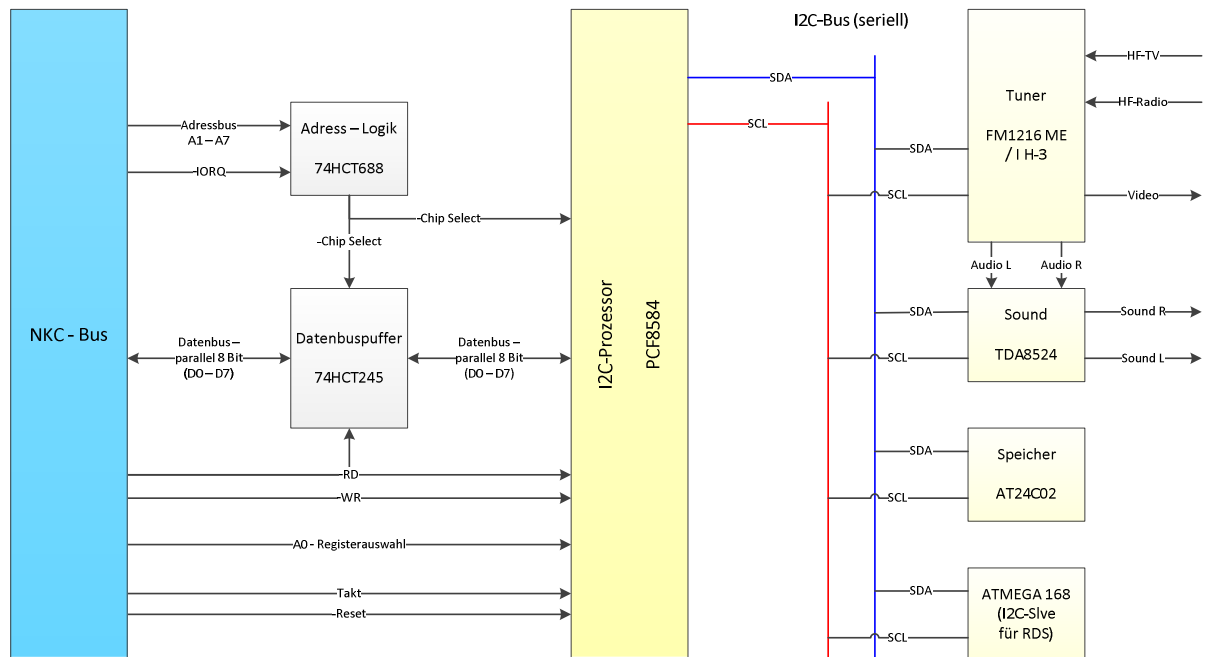 I2C-Bus (seriell)
NKC - Bus
Adressbus
A1 – A7
-IORQ
Adress – Logik
74HCT688
-Chip Select
-Chip Select
Datenbus –
parallel 8 Bit
(D0 – D7)
Datenbuspuffer
74HCT245
Datenbus –
parallel 8 Bit
(D0 – D7)
-RD
-WR
A0 - Registerauswahl
Takt
-Reset
I2C-Prozessor
PCF8584
SDA
SCL
Tuner
FM1216 ME
/ I H-3
HF-TV
HF-Radio
SDA
SCL
Video
Audio L
Audio R
Sound
TDA8524
SDA
SCL
Sound R
Sound L
Speicher
AT24C02
SDA
SCL
ATMEGA 168
(I2C-Slve
für RDS)
SDA
SCL